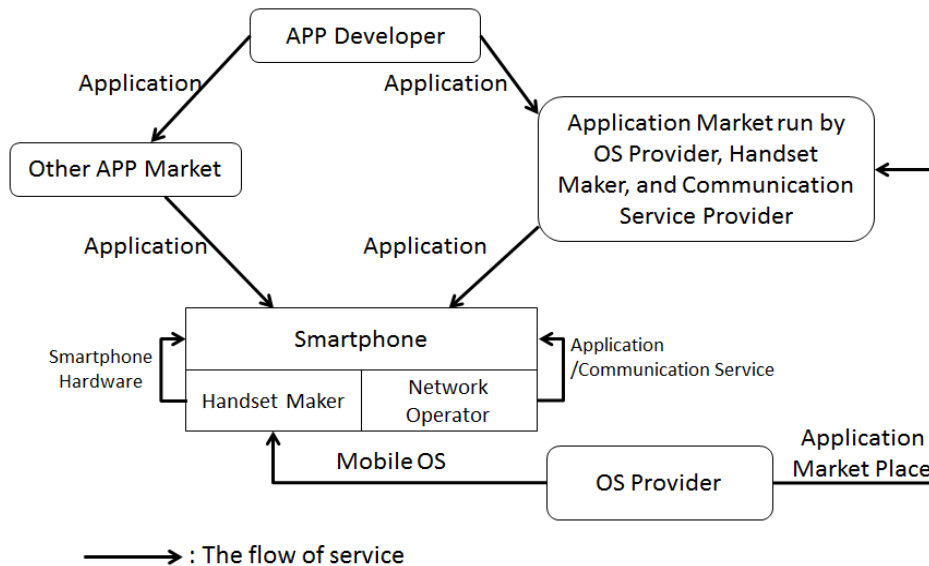 APP Developer
Application
Application
Application Market run by
OS Provider, Handset
Maker, and Communication
Service Provider
Other APP Market
Application
Application
Smartphone
Smartphone
Hardware
Application
/Communication Service
Handset Maker
Network
Operator
Mobile OS
OS Provider
Application
Market Place
: The flow of service